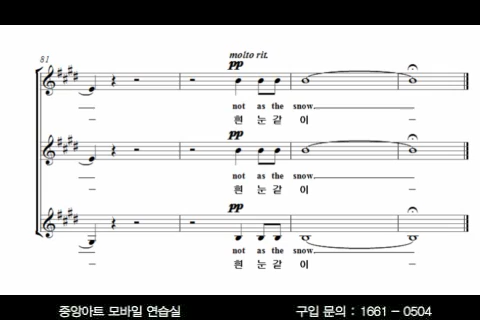 81
molto rit.
pp
not as the snow.
흰 눈 같 이
pp
not as the snow.
흰 눈 같 이
pp
not as the snow.
흰 눈 같 이
중앙아트 모바일 연습실 구입 문의 : 1661 - 0504